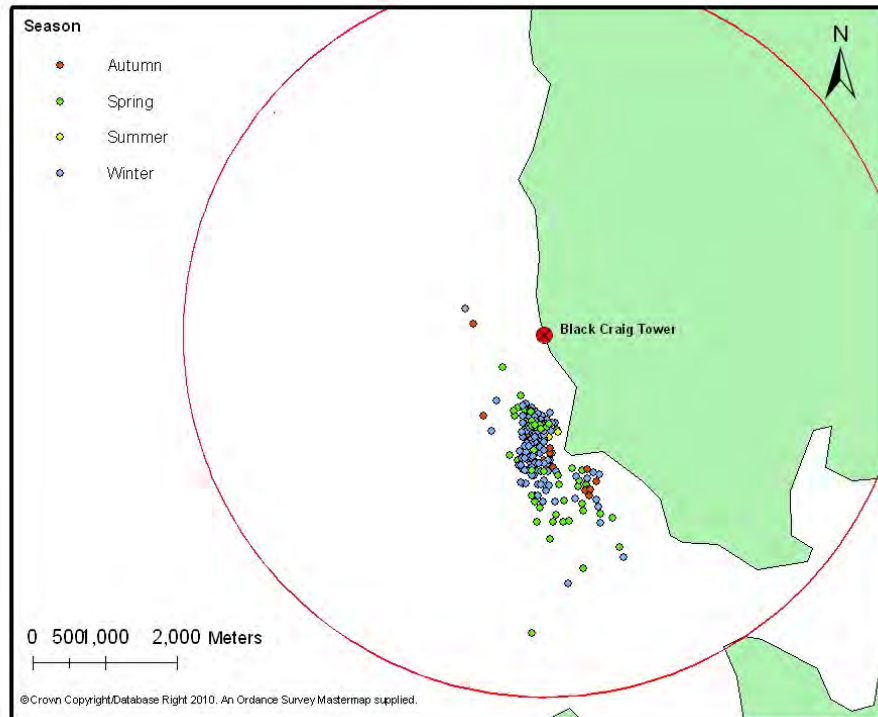 Season
Autumn
Spring
Summer
Winter
N
Black Craig Tower
0 5001,000 2,000 Meters
©Crown Copyright/Database Right 2010. An Ordance Survey Mastermap supplied.